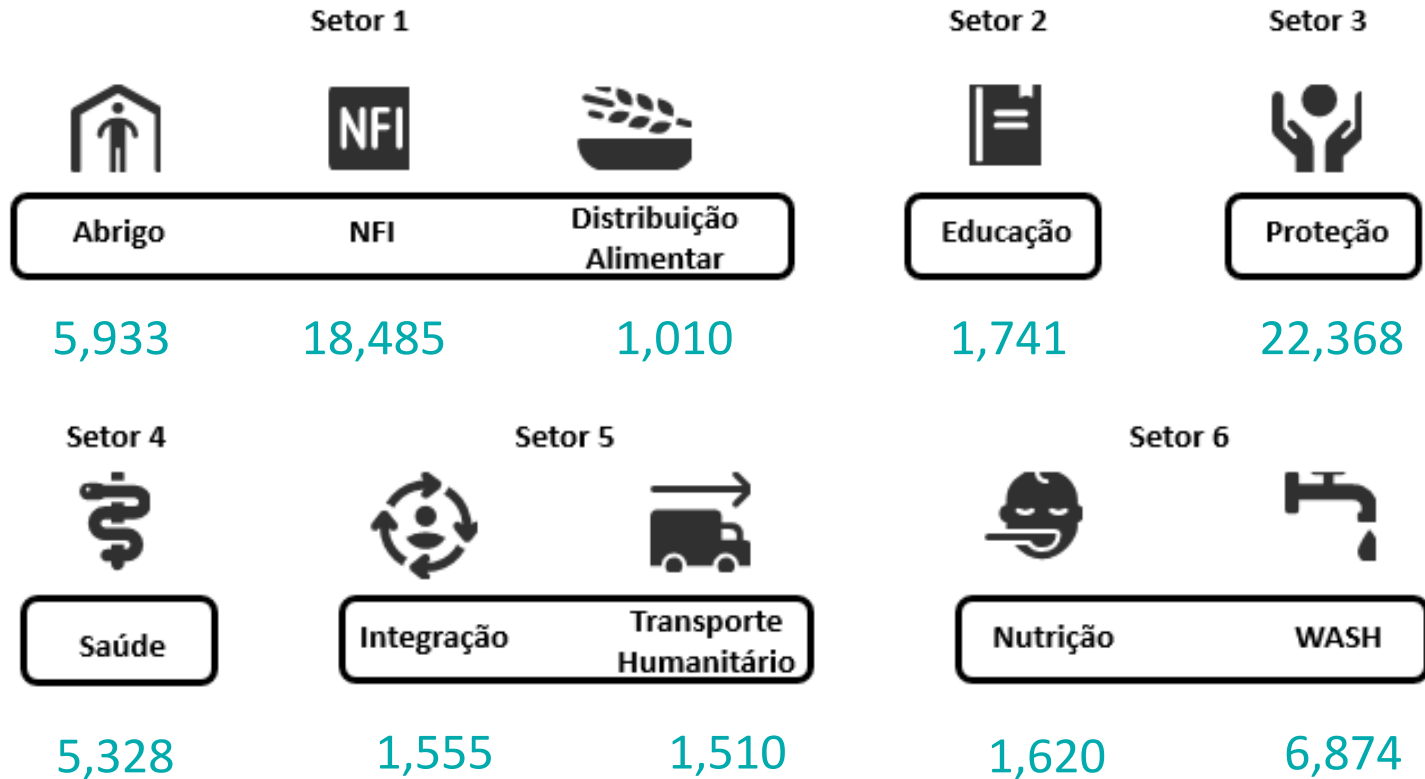 Setor 1
Setor 2
Setor 3
NFI
Abrigo
NFI
Distribuição
Alimentar
Educação
Proteção
5,933
18,485
1,010
1,741
22,368
Setor 4
Setor 5
Setor 6
Saúde
Integração
Transporte
Humanitário
Nutrição
WASH
5,328
1,555
1,510
1,620
6,874